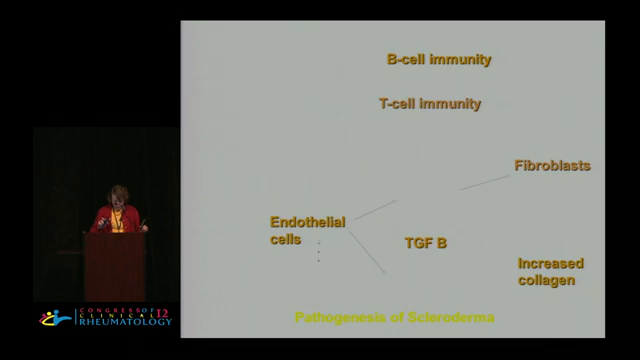 B-cell immunity
T-cell immunity
Fibroblasts
Endothelial
cells
TGF B
Increased
collagen
Pathogenesis of Scleroderma
CONGRESS OF 12
CLINICAL
RHEUMATOLOGY